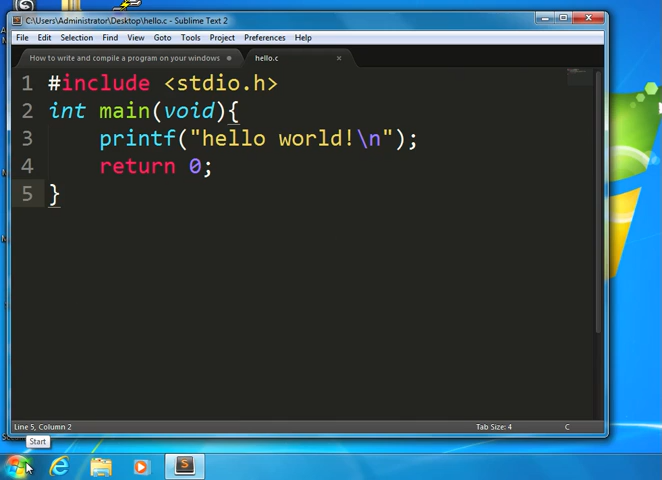 C:\Users\Administrator\Desktop\hello.c - Sublime Text 2
File Edit Selection Find View Goto Tools Project Preferences Help
How to write and compile a program on your windows hello.c
1 #include <stdio.h>
2 int main(void){
3 printf("hello world!\n");
4 return 0;
5 }
Line 5, Column 2 Tab Size: 4 C
Start